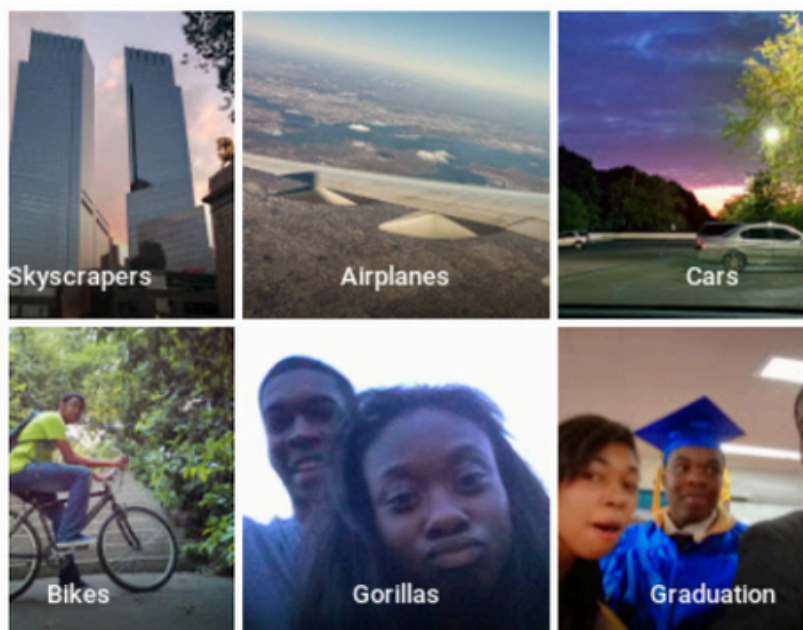 Skyscrapers
Airplanes
Cars
Bikes
Gorillas
Graduation